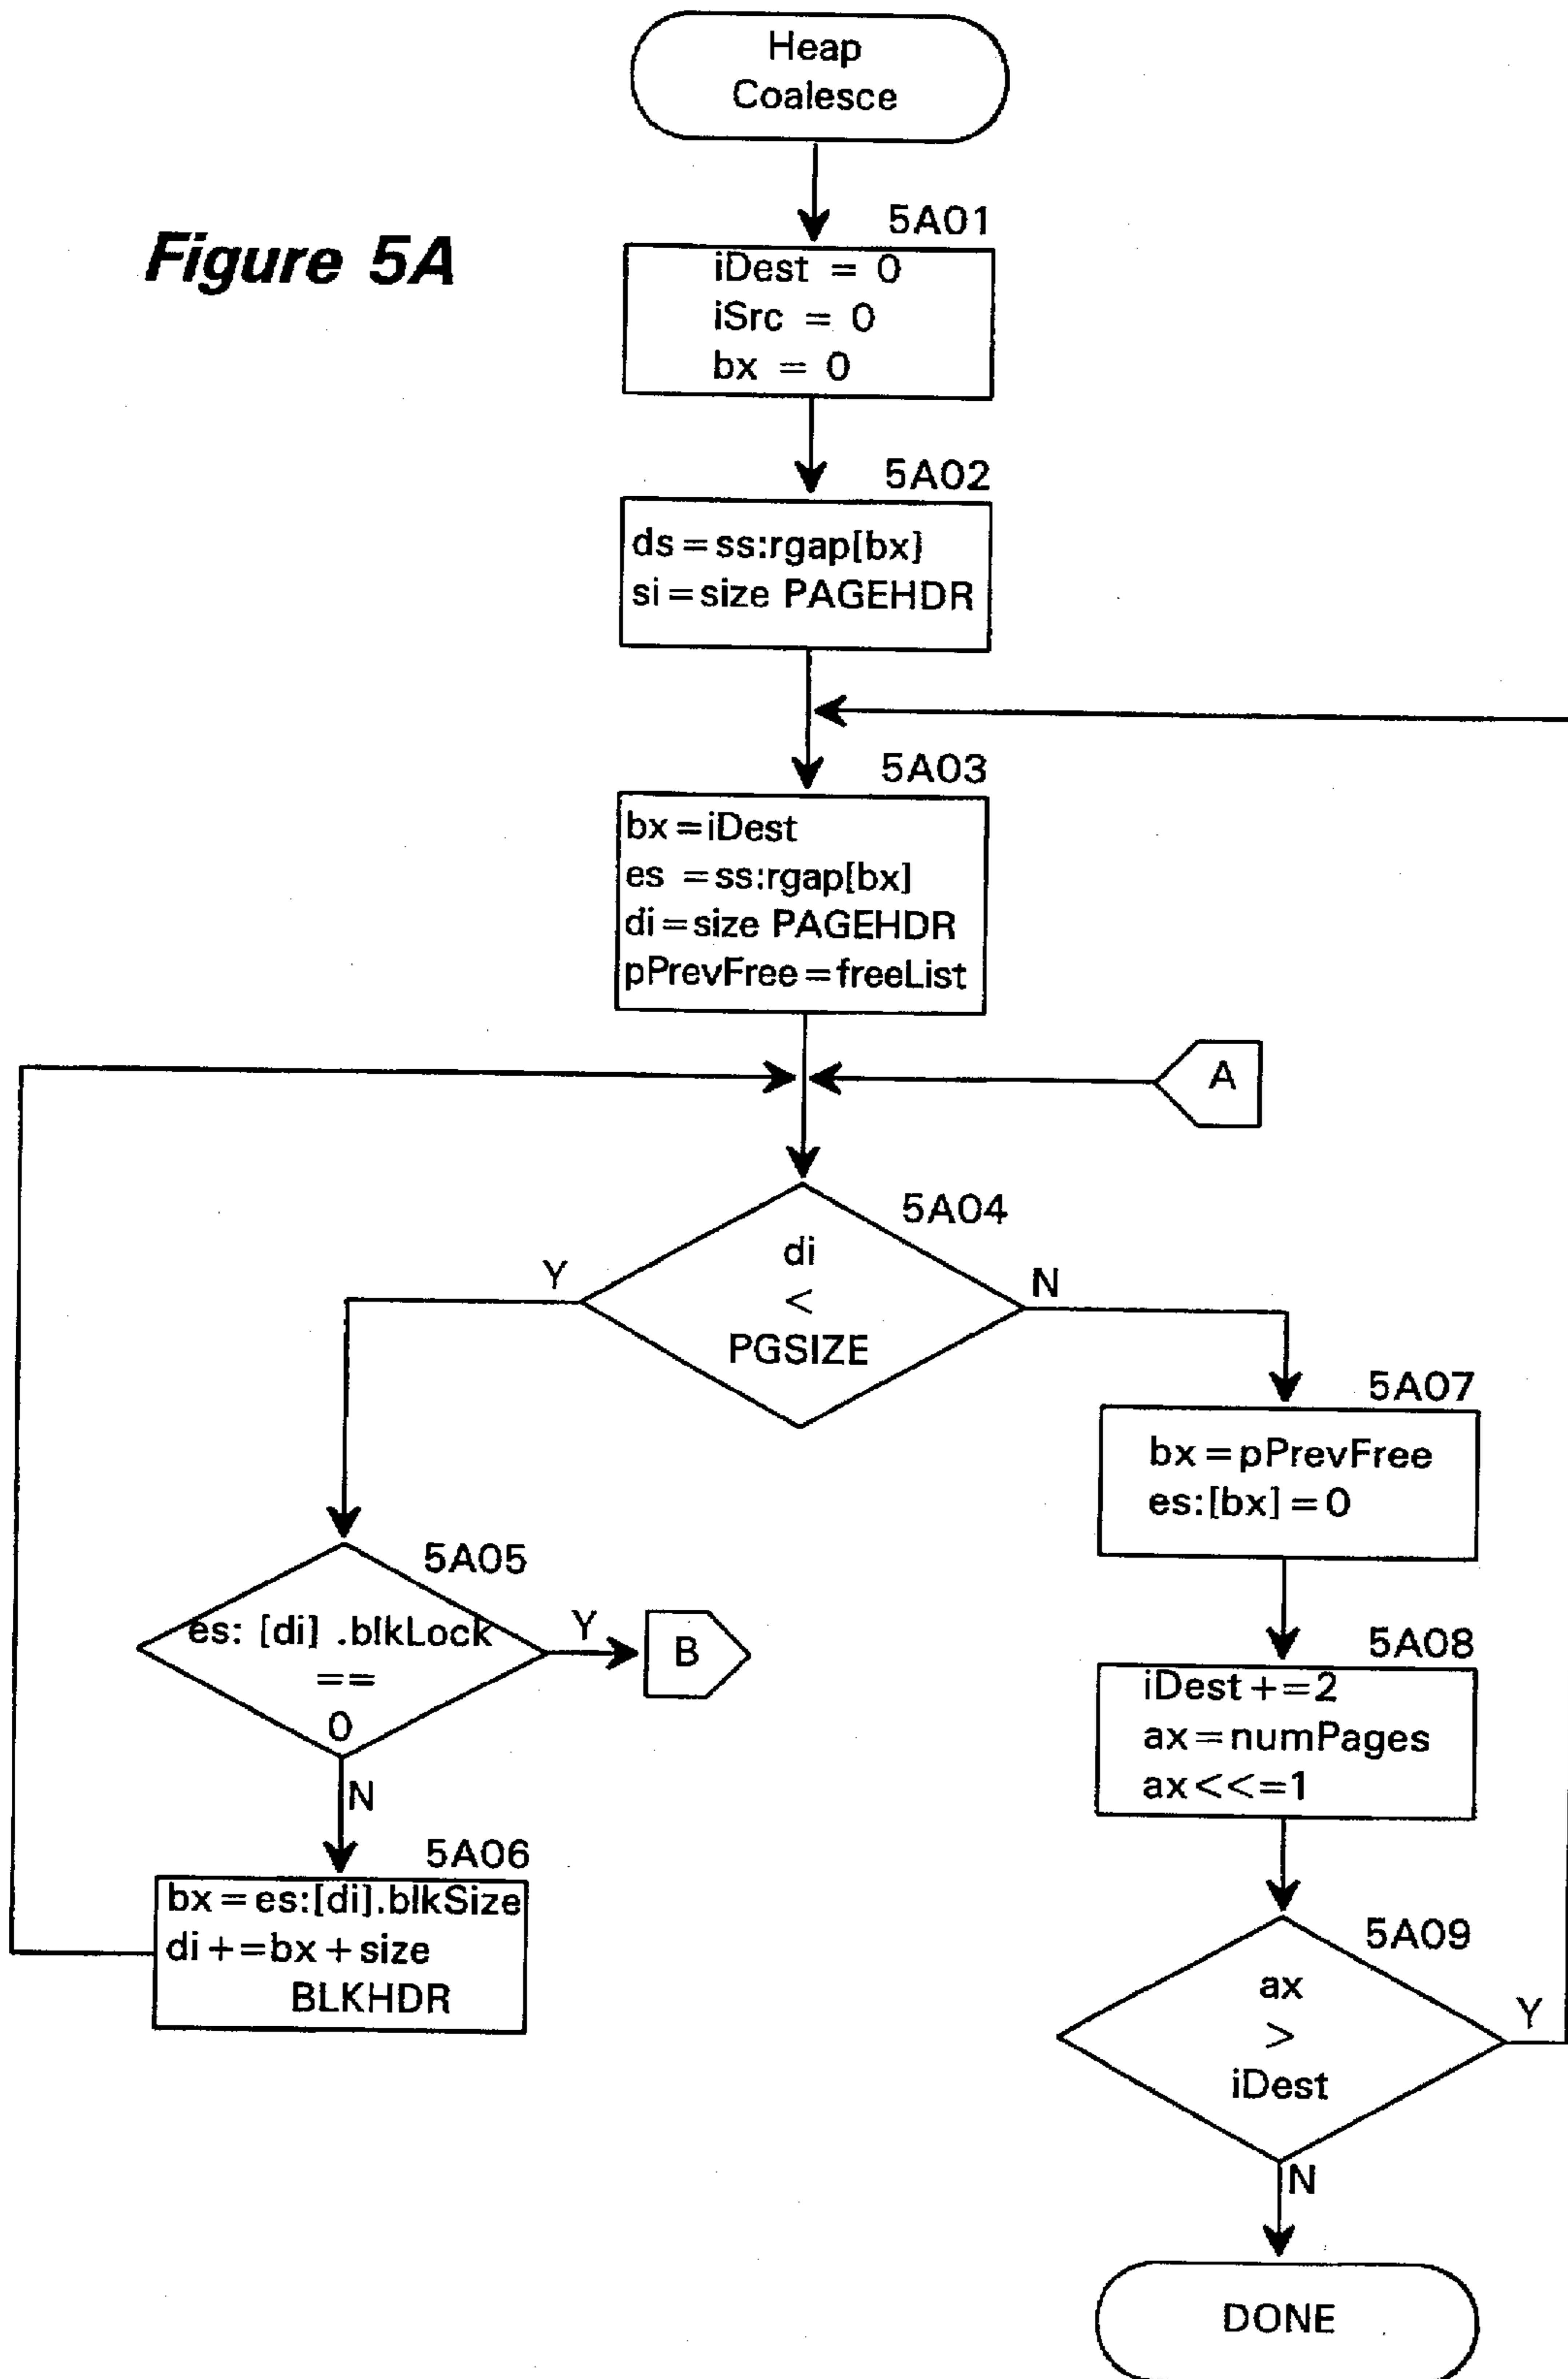 Heap
Coalesce
Figure 5A
5A01
iDest = 0
iSrc = 0
bx = 0
5A02
ds=ss:rgap[bx]
si=size PAGEHDR
5A03
bx=iDest
es =ss:rgap[bx]
di=size PAGEHDR
pPrevFree=freeList
A
5A04
di
<
PGSIZE
Y
N
5A07
bx=pPrevFree
es:[bx]=0
5A05
es: [di] .blkLock
==
0
Y
B
N
5A08
iDest+=2
ax=numPages
ax<<=1
5A06
bx=es:[di].blkSize
di+=bx+size
BLKHDR
5A09
ax
>
iDest
Y
N
DONE